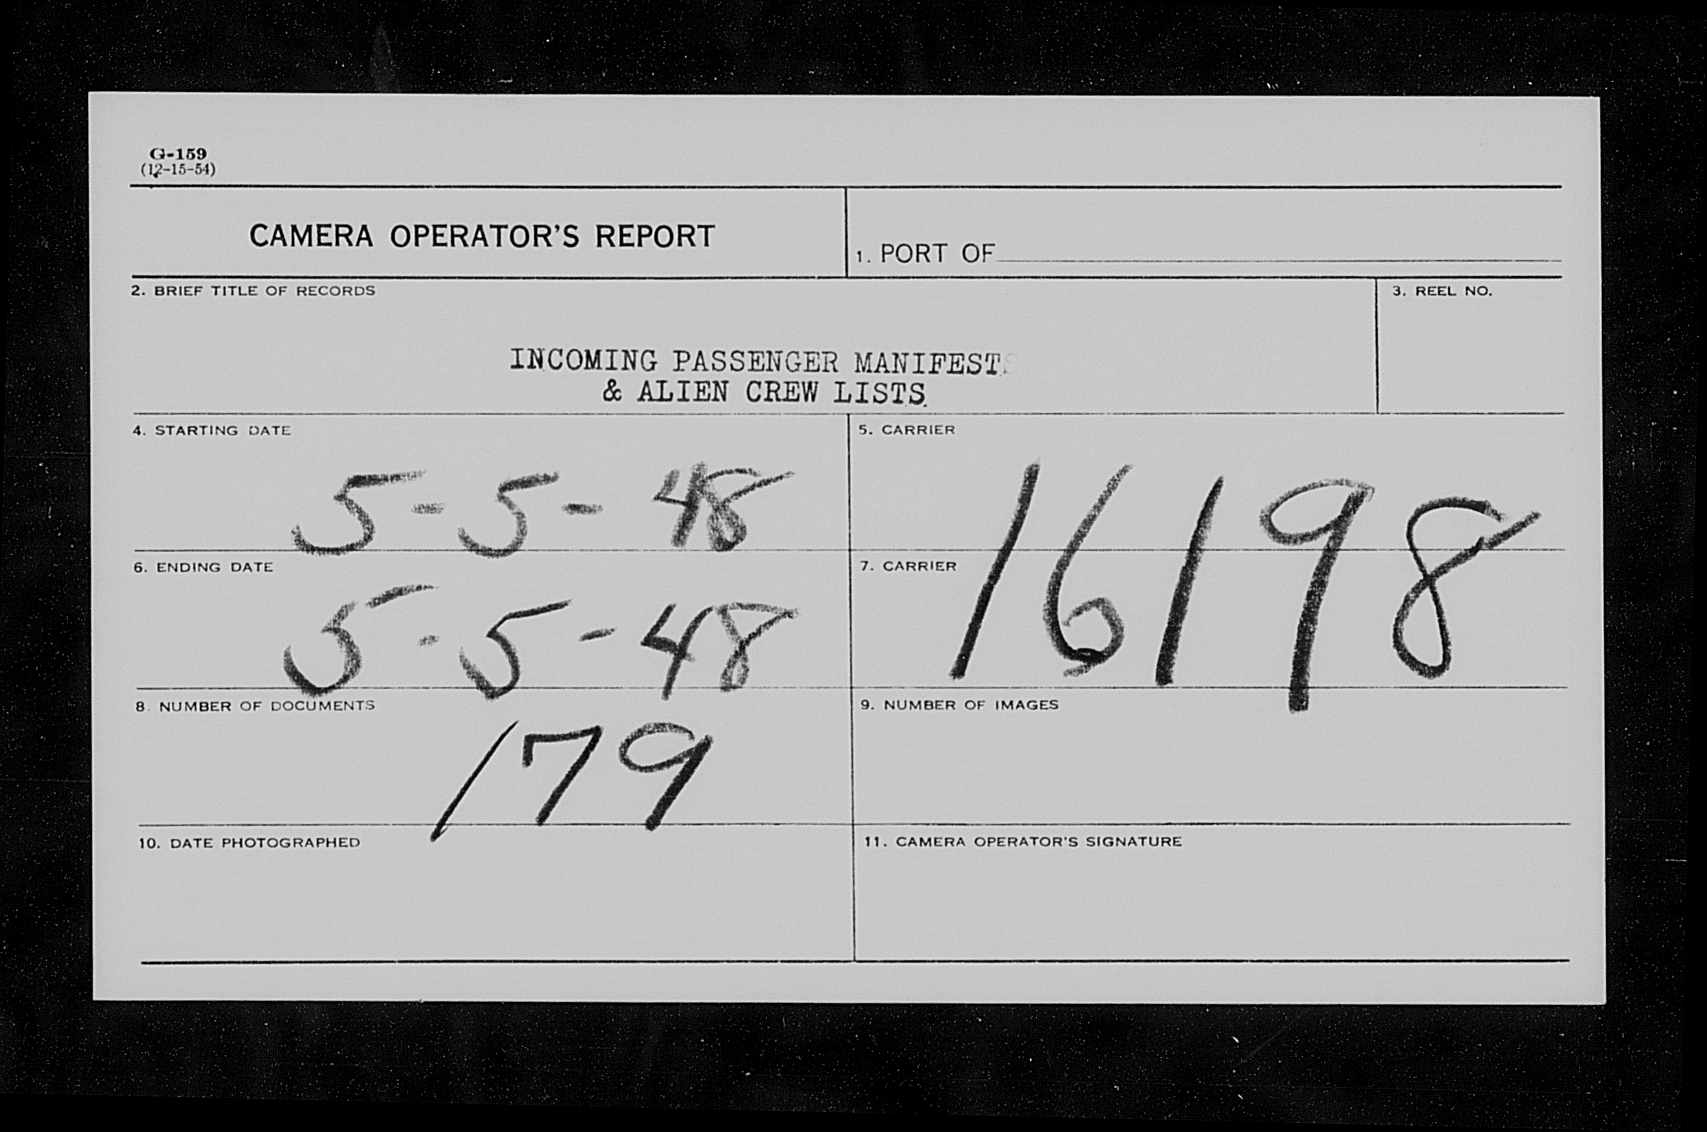 G-159
(12-15-54)
CAMERA OPERATOR'S REPORT
1. PORT OF
2. BRIEF TITLE OF RECORDS
3. REEL NO.
INCOMING PASSENGER MANIFESTS
& ALIEN CREW LISTS
4. STARTING DATE
5-5-48
5. CARRIER
16198
6. ENDING DATE
5-5-48
7. CARRIER
8. NUMBER OF DOCUMENTS
179
9. NUMBER OF IMAGES
10. DATE PHOTOGRAPHED
11. CAMERA OPERATOR'S SIGNATURE